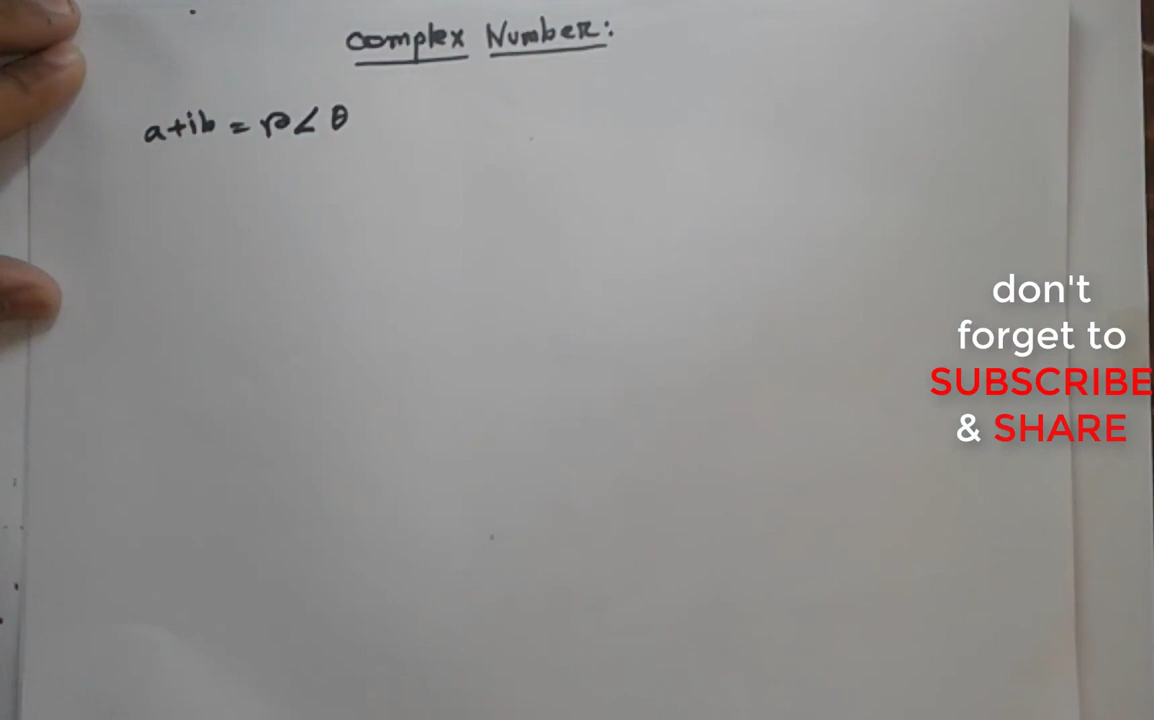 Complex Number:
a+ib = r∠ θ
don't
forget to
SUBSCRIBE
& SHARE